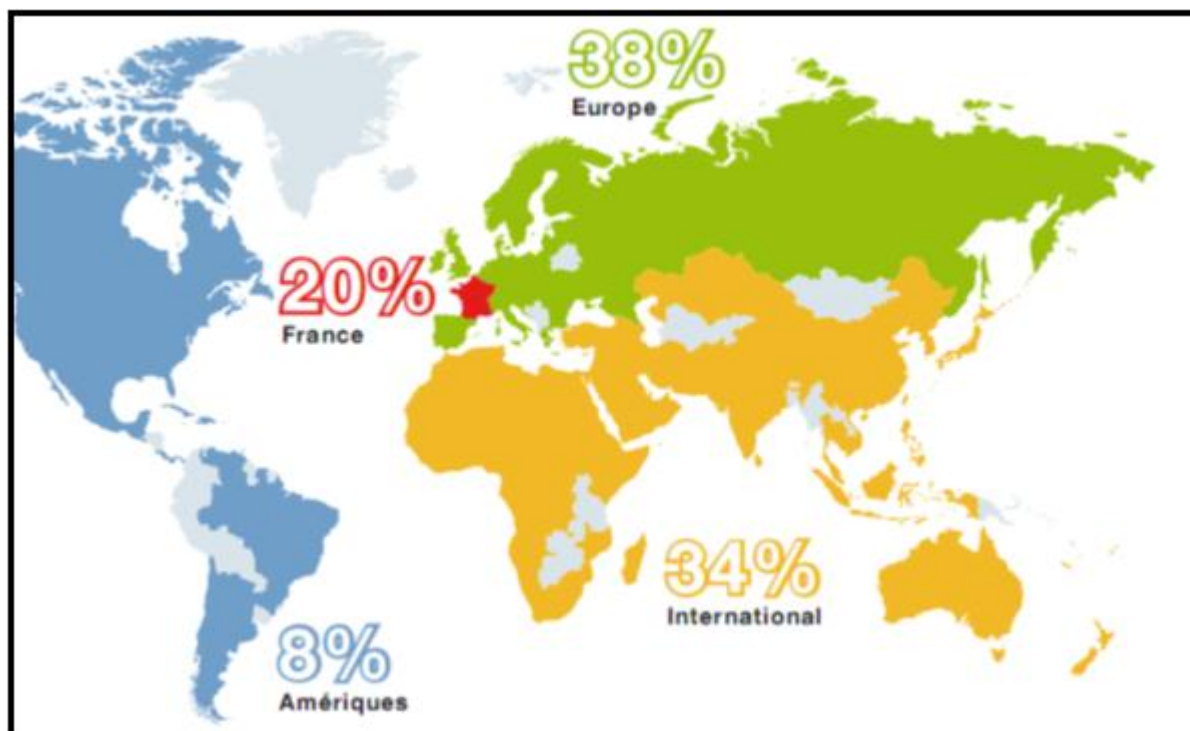 38%
Europe
20%
France
34%
International
8%
Amériques